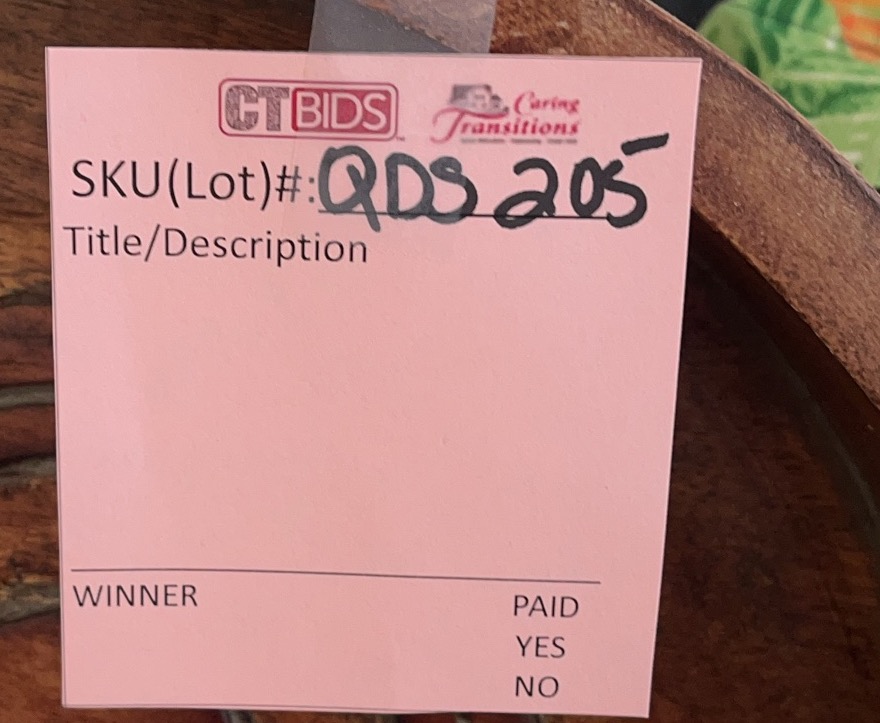 CTBIDS
Caring
Transitions
SKU(Lot)#: QDS 205
Title/Description
WINNER
PAID
YES
NO